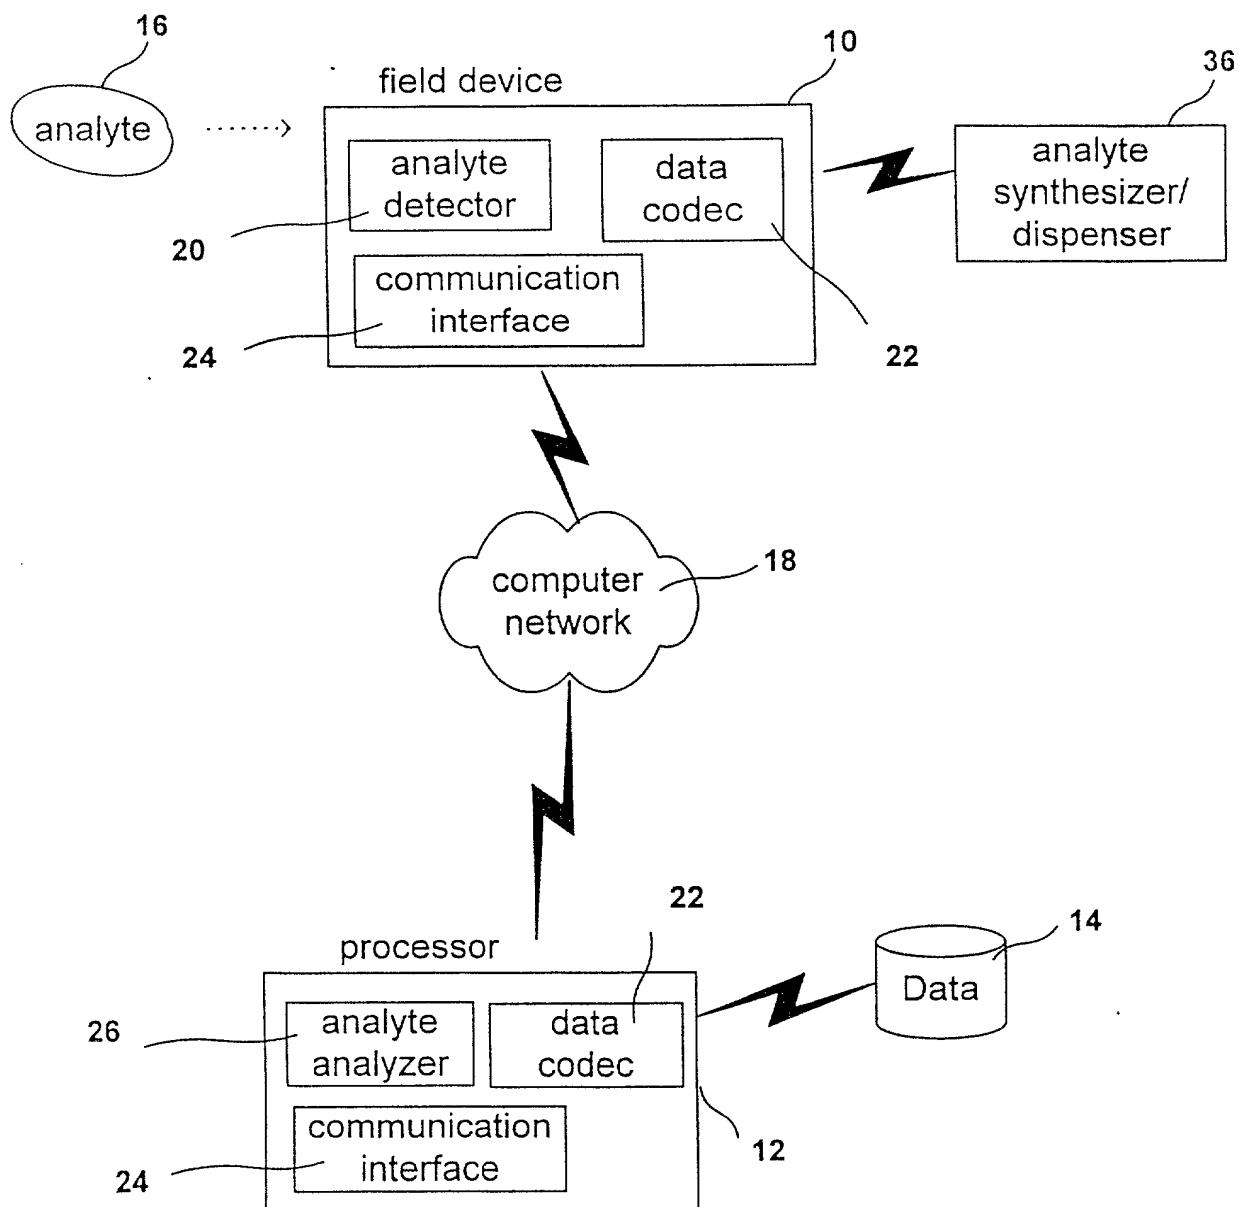 16
field device
10
36
analyte
analyte
detector
data
codec
analyte
synthesizer/
dispenser
20
communication
interface
24
22
computer
network
18
22
processor
14
Data
26
analyte
analyzer
data
codec
communication
interface
12
24